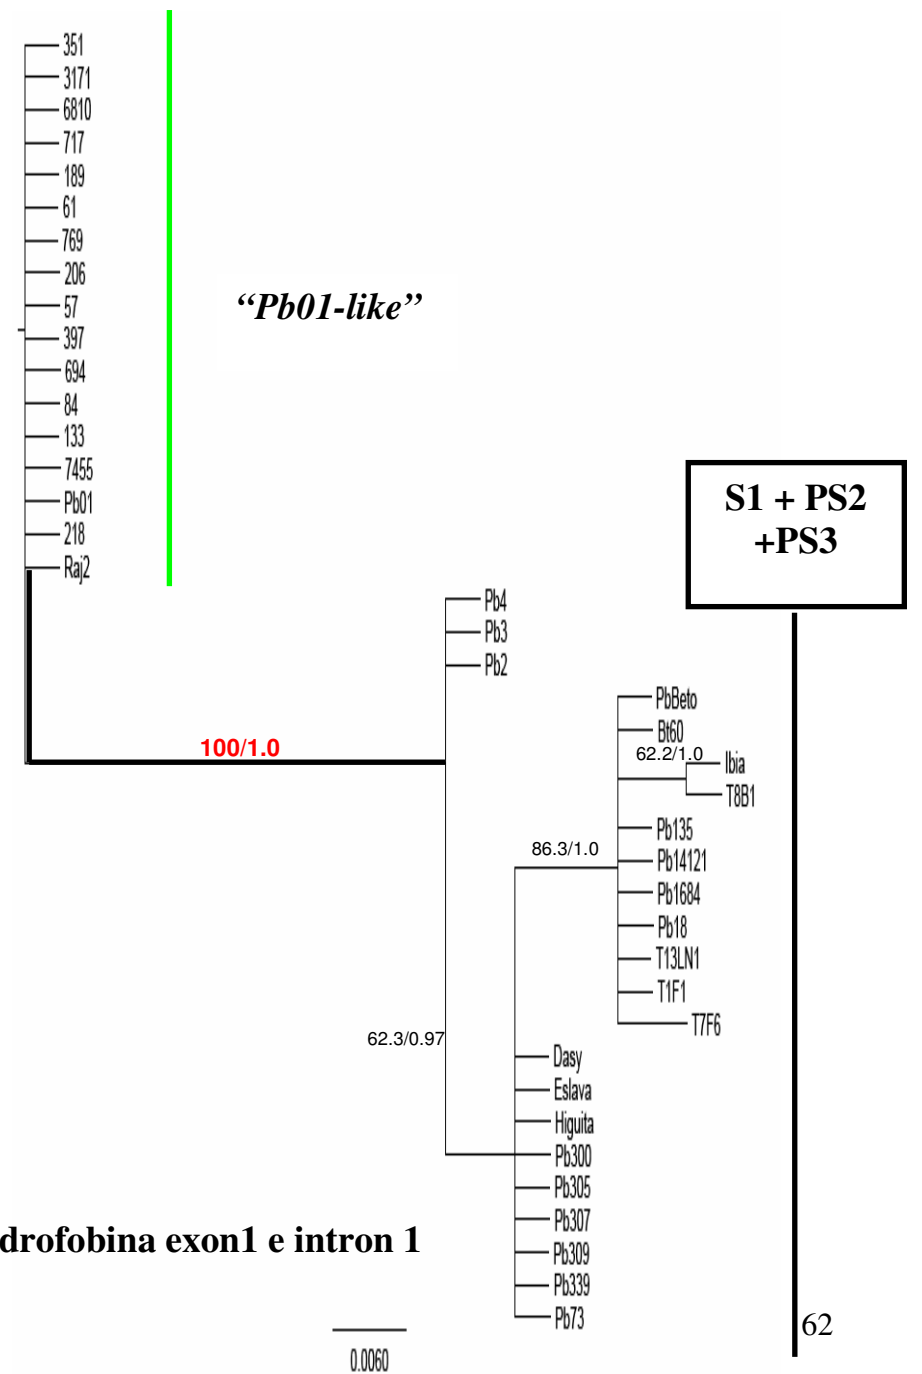 351
3171
6810
717
189
61
769
206
57
397
694
84
133
7455
Pb01
218
Raj2
“Pb01-like”
S1 + PS2
+PS3
Pb4
Pb3
Pb2
100/1.0
PbBeto
Bt60
62.2/1.0
Ibia
T8B1
Pb135
86.3/1.0
Pb14121
Pb1684
Pb18
T13LN1
T1F1
T7F6
62.3/0.97
Dasy
Eslava
Higuita
Pb300
Pb305
Pb307
Pb309
Pb339
Pb73
drofobina exon1 e intron 1
0.0060
62